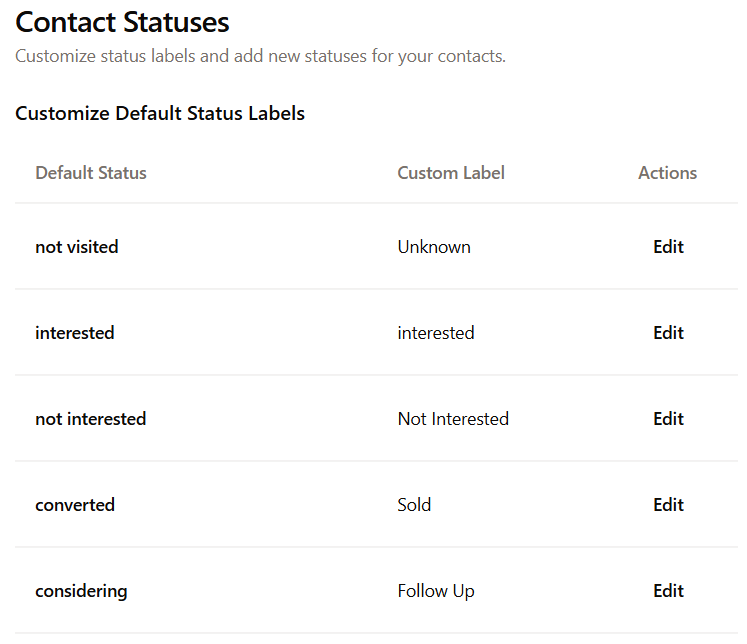 Contact Statuses
Customize status labels and add new statuses for your contacts.
Customize Default Status Labels
Default Status Custom Label Actions
not visited Unknown Edit
interested interested Edit
not interested Not Interested Edit
converted Sold Edit
considering Follow Up Edit